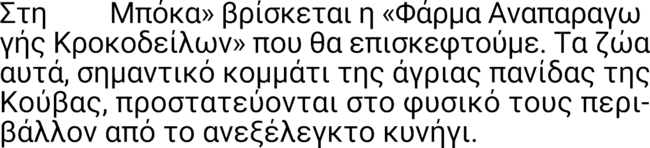 Στη Μπόκα» βρίσκεται η «Φάρμα Αναπαραγω
γής Κροκοδείλων» που θα επισκεφτούμε. Τα ζώα
αυτά, σημαντικό κομμάτι της άγριας πανίδας της
Κούβας, προστατεύονται στο φυσικό τους περι-
βάλλον από το ανεξέλεγκτο κυνήγι.